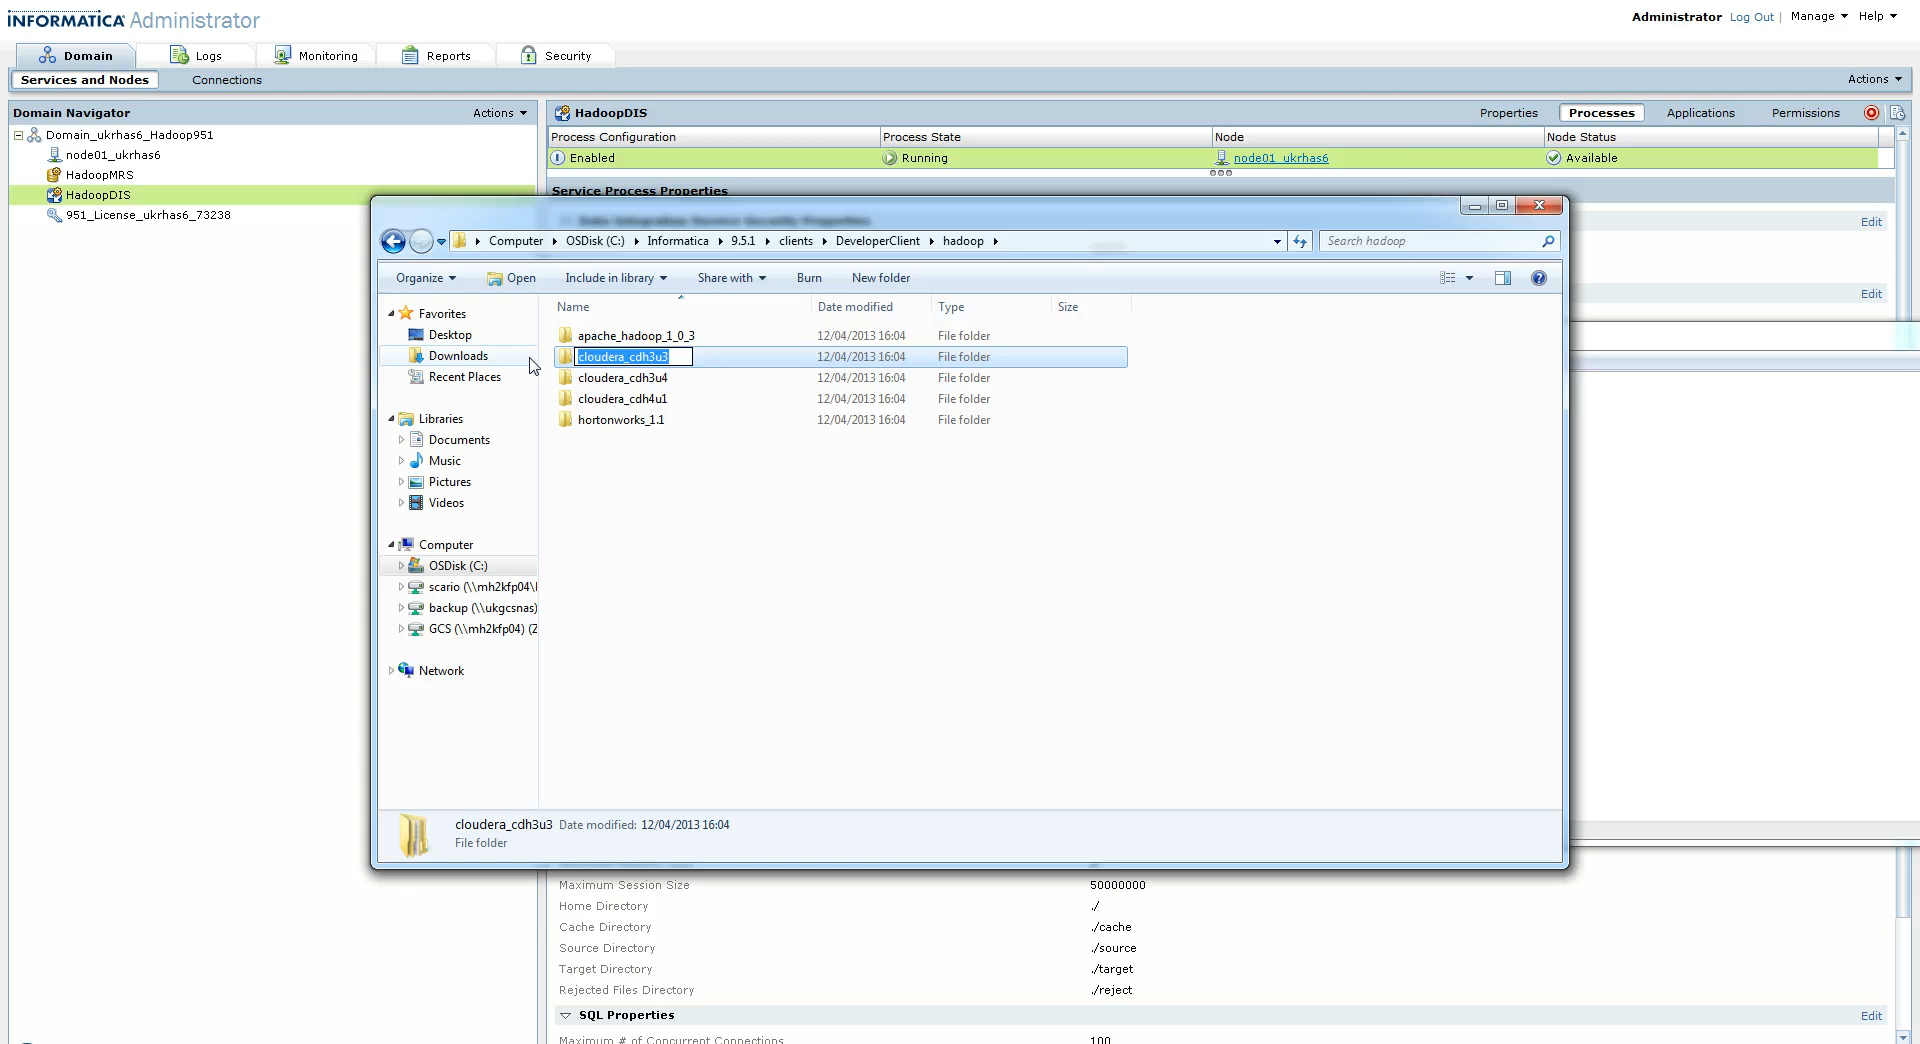 INFORMATICA Administrator
Administrator Log Out | Manage Help
Domain Logs Monitoring Reports Security
Services and Nodes Connections Actions
Domain Navigator Actions
Domain_ukrhas6_Hadoop951
node01_ukrhas6
HadoopMRS
HadoopDIS
951_License_ukrhas6_73238
HadoopDIS Properties Processes Applications Permissions
Process Configuration Process State Node Node Status
Enabled Running node01_ukrhas6 Available
Service Process Properties
Data Integration Service Security Properties Edit
Edit
Computer OSDisk (C:) Informatica 9.5.1 clients DeveloperClient hadoop
Search hadoop
Organize Open Include in library Share with Burn New folder
Favorites
Desktop
Downloads
Recent Places
Libraries
Documents
Music
Pictures
Videos
Computer
OSDisk (C:)
scario (\\mh2kfp04\
backup (\\ukgcsnas)
GCS (\\mh2kfp04) (Z
Network
Name Date modified Type Size
apache_hadoop_1_0_3 12/04/2013 16:04 File folder
cloudera_cdh3u3 12/04/2013 16:04 File folder
cloudera_cdh3u4 12/04/2013 16:04 File folder
cloudera_cdh4u1 12/04/2013 16:04 File folder
hortonworks_1.1 12/04/2013 16:04 File folder
cloudera_cdh3u3 Date modified: 12/04/2013 16:04
File folder
Maximum Session Size 50000000
Home Directory ./
Cache Directory ./cache
Source Directory ./source
Target Directory ./target
Rejected Files Directory ./reject
SQL Properties Edit
Maximum # of Concurrent Connections 100